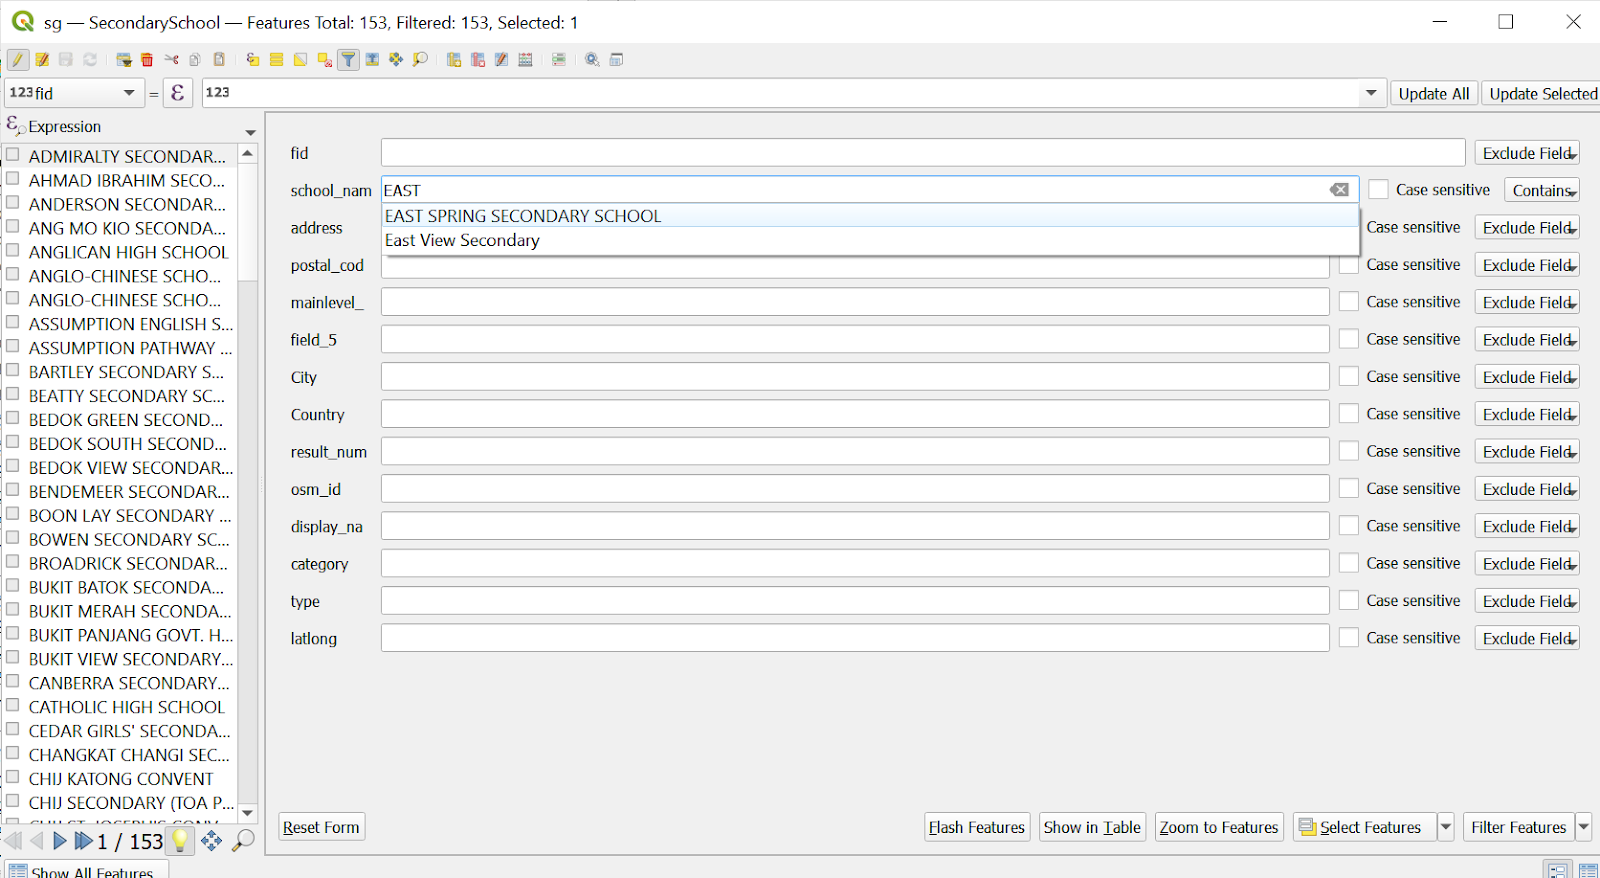 sg — SecondarySchool — Features Total: 153, Filtered: 153, Selected: 1
123 fid = ε 123 Update All Update Selected
Expression
ADMIRALTY SECONDAR...
AHMAD IBRAHIM SECO...
ANDERSON SECONDAR...
ANG MO KIO SECONDA...
ANGLICAN HIGH SCHOOL
ANGLO-CHINESE SCHO...
ANGLO-CHINESE SCHO...
ASSUMPTION ENGLISH S...
ASSUMPTION PATHWAY ...
BARTLEY SECONDARY S...
BEATTY SECONDARY SC...
BEDOK GREEN SECOND...
BEDOK SOUTH SECOND...
BEDOK VIEW SECONDAR...
BENDEMEER SECONDAR...
BOON LAY SECONDARY ...
BOWEN SECONDARY SC...
BROADRICK SECONDAR...
BUKIT BATOK SECONDA...
BUKIT MERAH SECONDA...
BUKIT PANJANG GOVT. H...
BUKIT VIEW SECONDARY...
CANBERRA SECONDARY...
CATHOLIC HIGH SCHOOL
CEDAR GIRLS' SECONDA...
CHANGKAT CHANGI SEC...
CHIJ KATONG CONVENT
CHIJ SECONDARY (TOA P...
CHIJ ST. JOSEPH'S CONV...
1 / 153
Show All Features
fid Exclude Field
school_nam EAST Case sensitive Contains
EAST SPRING SECONDARY SCHOOL
East View Secondary
address Case sensitive Exclude Field
postal_cod Case sensitive Exclude Field
mainlevel_ Case sensitive Exclude Field
field_5 Case sensitive Exclude Field
City Case sensitive Exclude Field
Country Case sensitive Exclude Field
result_num Case sensitive Exclude Field
osm_id Case sensitive Exclude Field
display_na Case sensitive Exclude Field
category Case sensitive Exclude Field
type Case sensitive Exclude Field
latlong Case sensitive Exclude Field
Reset Form Flash Features Show in Table Zoom to Features Select Features Filter Features